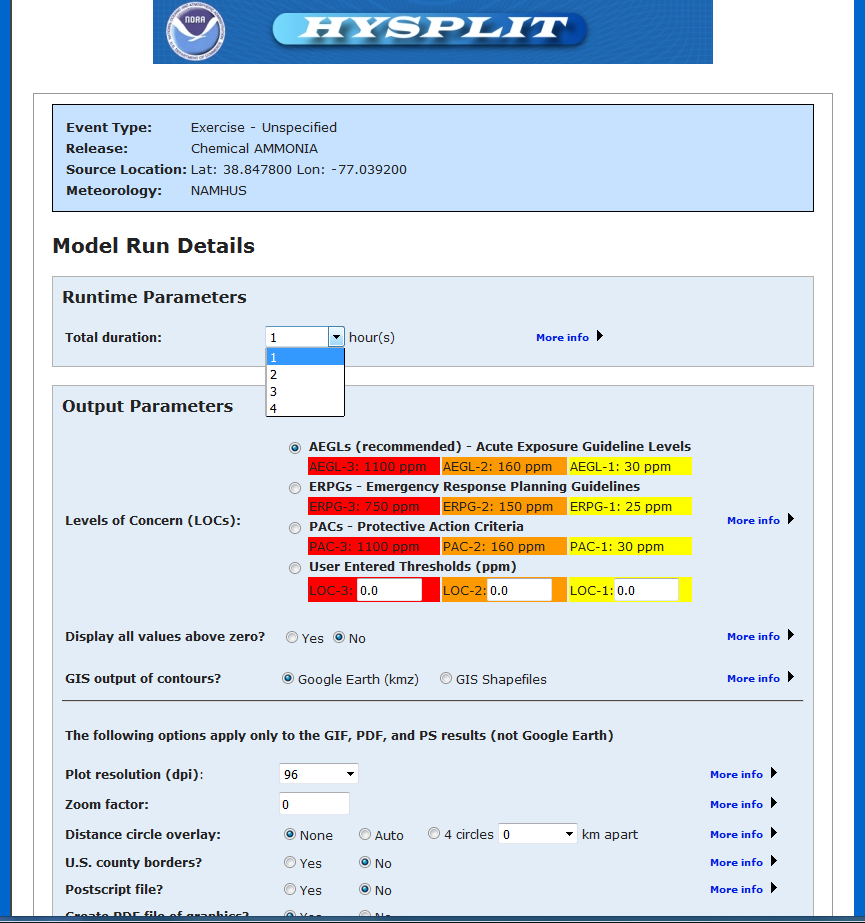 NOAA
HYSPLIT
Event Type: Exercise - Unspecified
Release: Chemical AMMONIA
Source Location: Lat: 38.847800 Lon: -77.039200
Meteorology: NAMHUS
Model Run Details
Runtime Parameters
Total duration: 1 hour(s) More info
1
2
3
4
Output Parameters
Levels of Concern (LOCs):
AEGLs (recommended) - Acute Exposure Guideline Levels
AEGL-3: 1100 ppm AEGL-2: 160 ppm AEGL-1: 30 ppm
ERPGs - Emergency Response Planning Guidelines
ERPG-3: 750 ppm ERPG-2: 150 ppm ERPG-1: 25 ppm
More info
PACs - Protective Action Criteria
PAC-3: 1100 ppm PAC-2: 160 ppm PAC-1: 30 ppm
User Entered Thresholds (ppm)
LOC-3: 0.0 LOC-2: 0.0 LOC-1: 0.0
Display all values above zero? Yes No More info
GIS output of contours? Google Earth (kmz) GIS Shapefiles More info
The following options apply only to the GIF, PDF, and PS results (not Google Earth)
Plot resolution (dpi): 96 More info
Zoom factor: 0 More info
Distance circle overlay: None Auto 4 circles 0 km apart More info
U.S. county borders? Yes No More info
Postscript file? Yes No More info
Create PDF file of graphics? Yes No